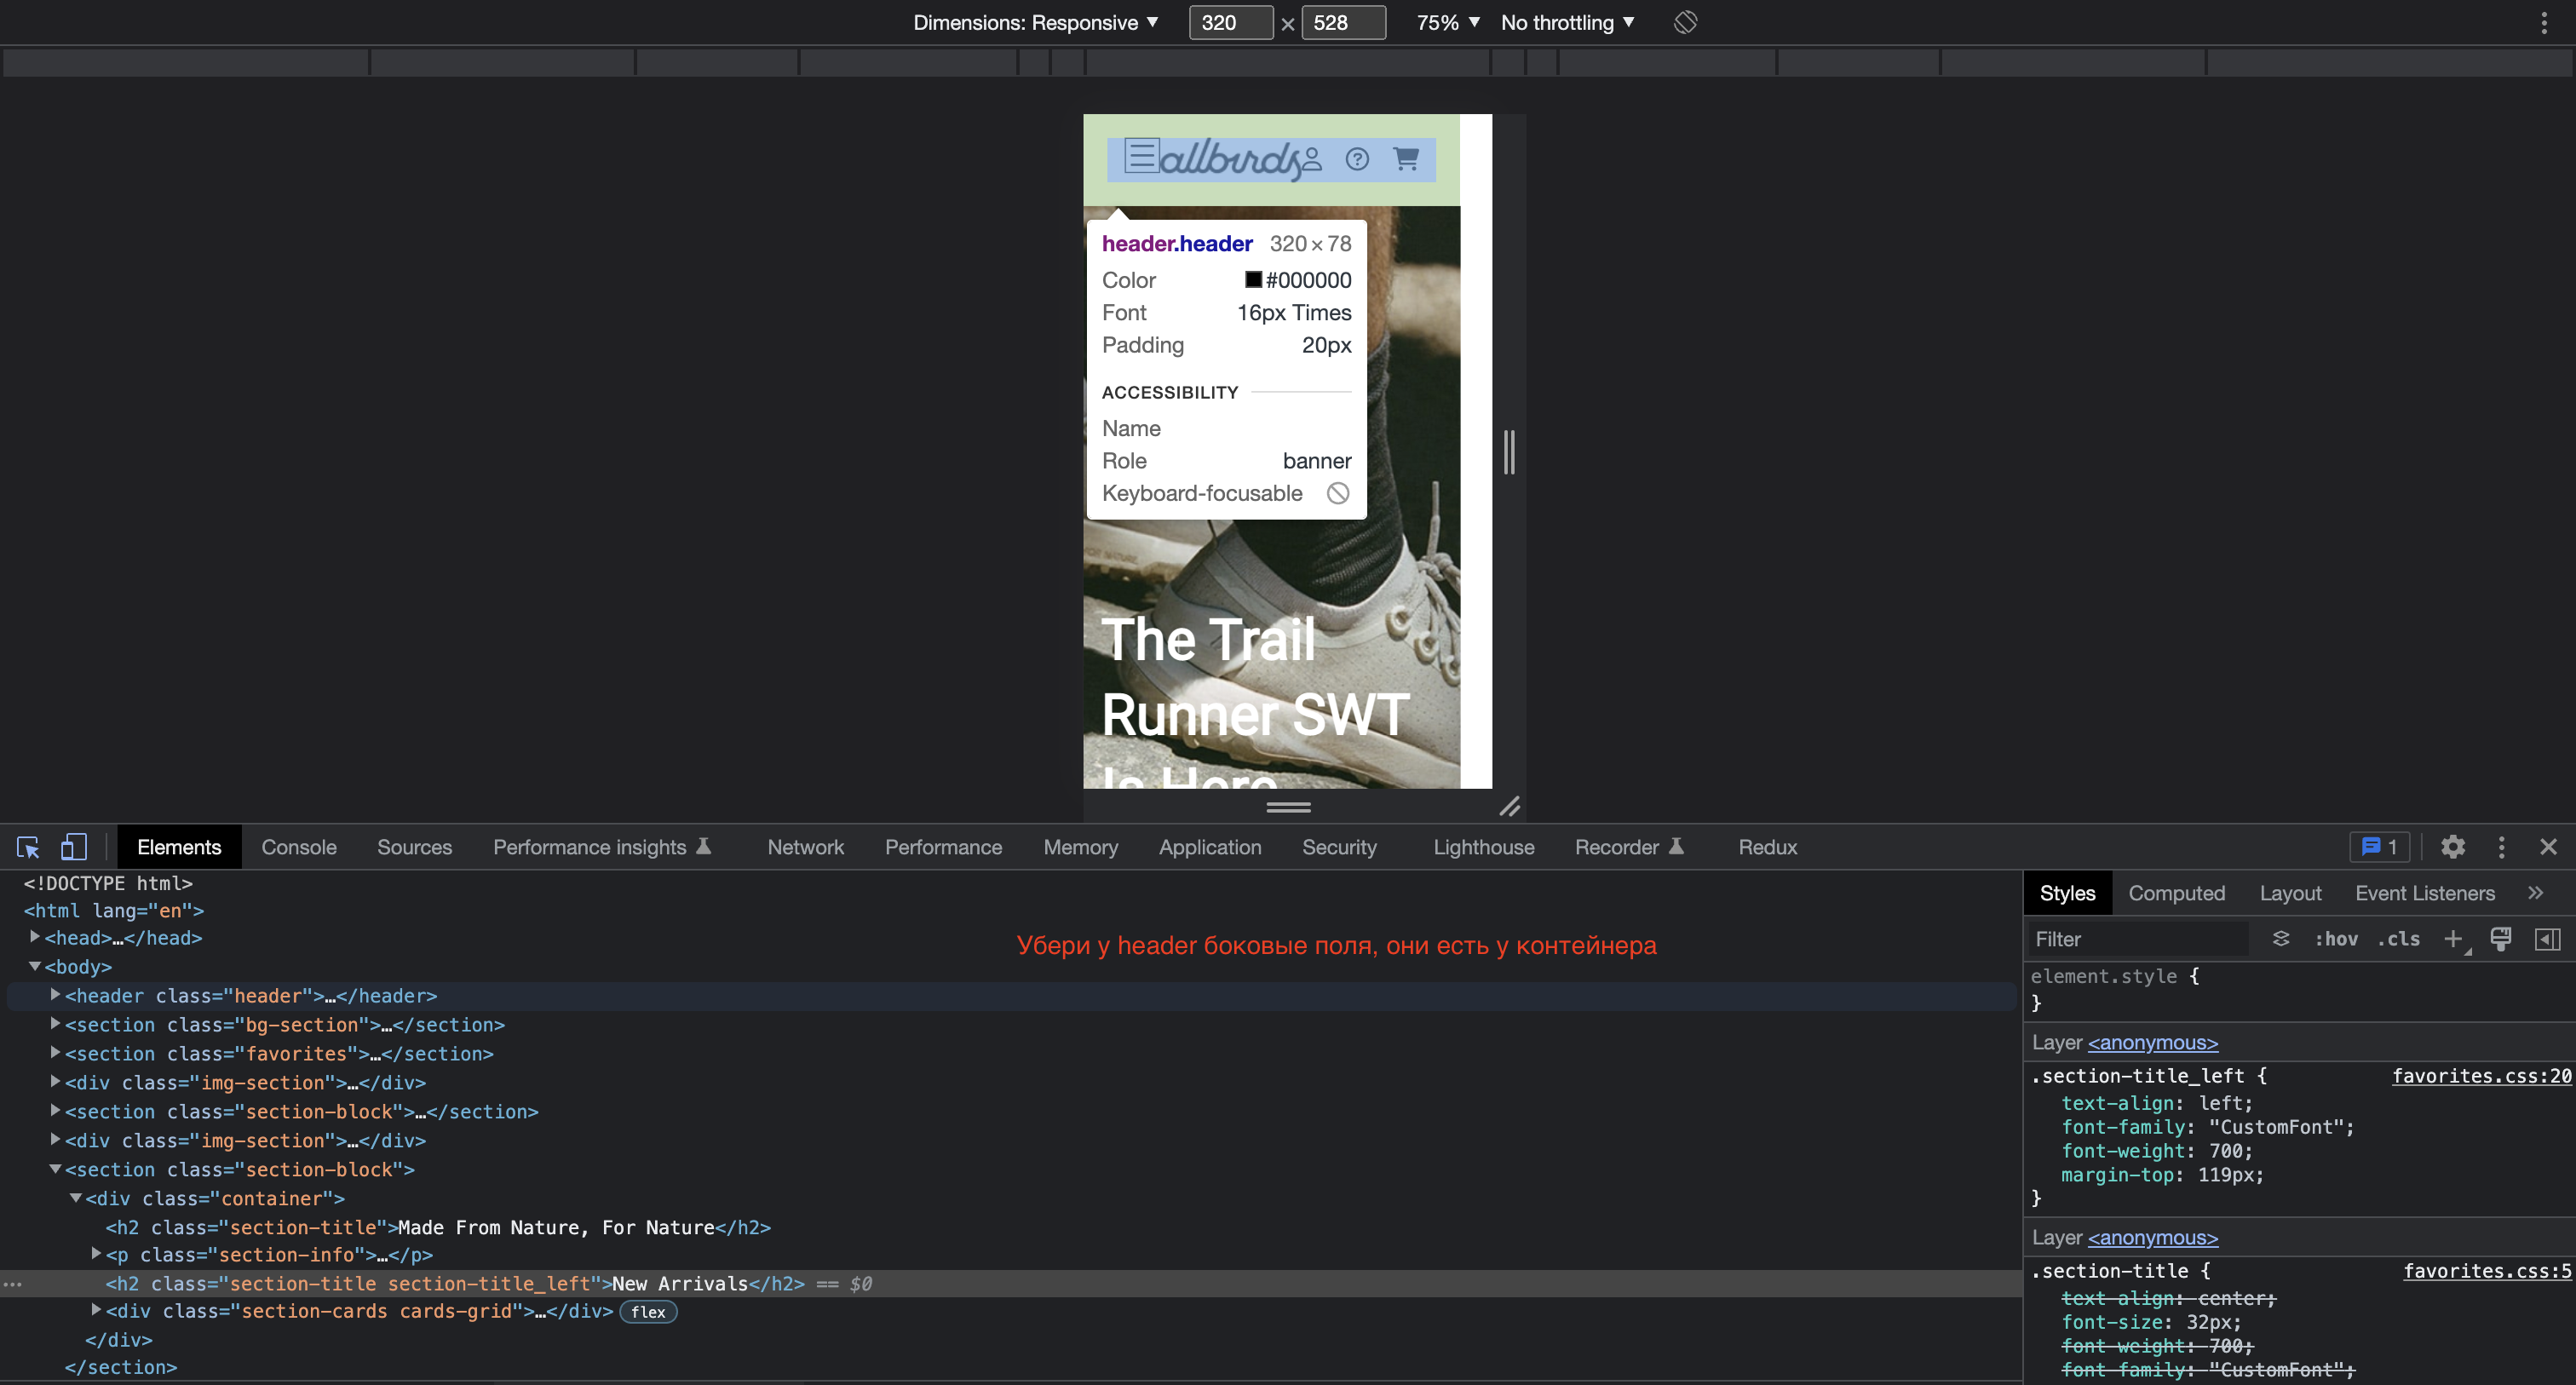 Dimensions: Responsive ▼ 320 × 528 75% ▼ No throttling ▼
allbirds
header.header 320 × 78
Color #000000
Font 16px Times
Padding 20px
ACCESSIBILITY
Name
Role banner
Keyboard-focusable
The Trail
Runner SWT
Is Here
Elements Console Sources Performance insights Network Performance Memory Application Security Lighthouse Recorder Redux 1
<!DOCTYPE html>
<html lang="en">
<head>…</head>
<body>
<header class="header">…</header>
<section class="bg-section">…</section>
<section class="favorites">…</section>
<div class="img-section">…</div>
<section class="section-block">…</section>
<div class="img-section">…</div>
<section class="section-block">
<div class="container">
<h2 class="section-title">Made From Nature, For Nature</h2>
<p class="section-info">…</p>
<h2 class="section-title section-title_left">New Arrivals</h2> == $0
<div class="section-cards cards-grid">…</div> flex
</div>
</section>
Убери у header боковые поля, они есть у контейнера
Styles Computed Layout Event Listeners »
Filter :hov .cls +
element.style {
}
Layer <anonymous>
.section-title_left { favorites.css:20
text-align: left;
font-family: "CustomFont";
font-weight: 700;
margin-top: 119px;
}
Layer <anonymous>
.section-title { favorites.css:5
text-align: center;
font-size: 32px;
font-weight: 700;
font-family: "CustomFont";